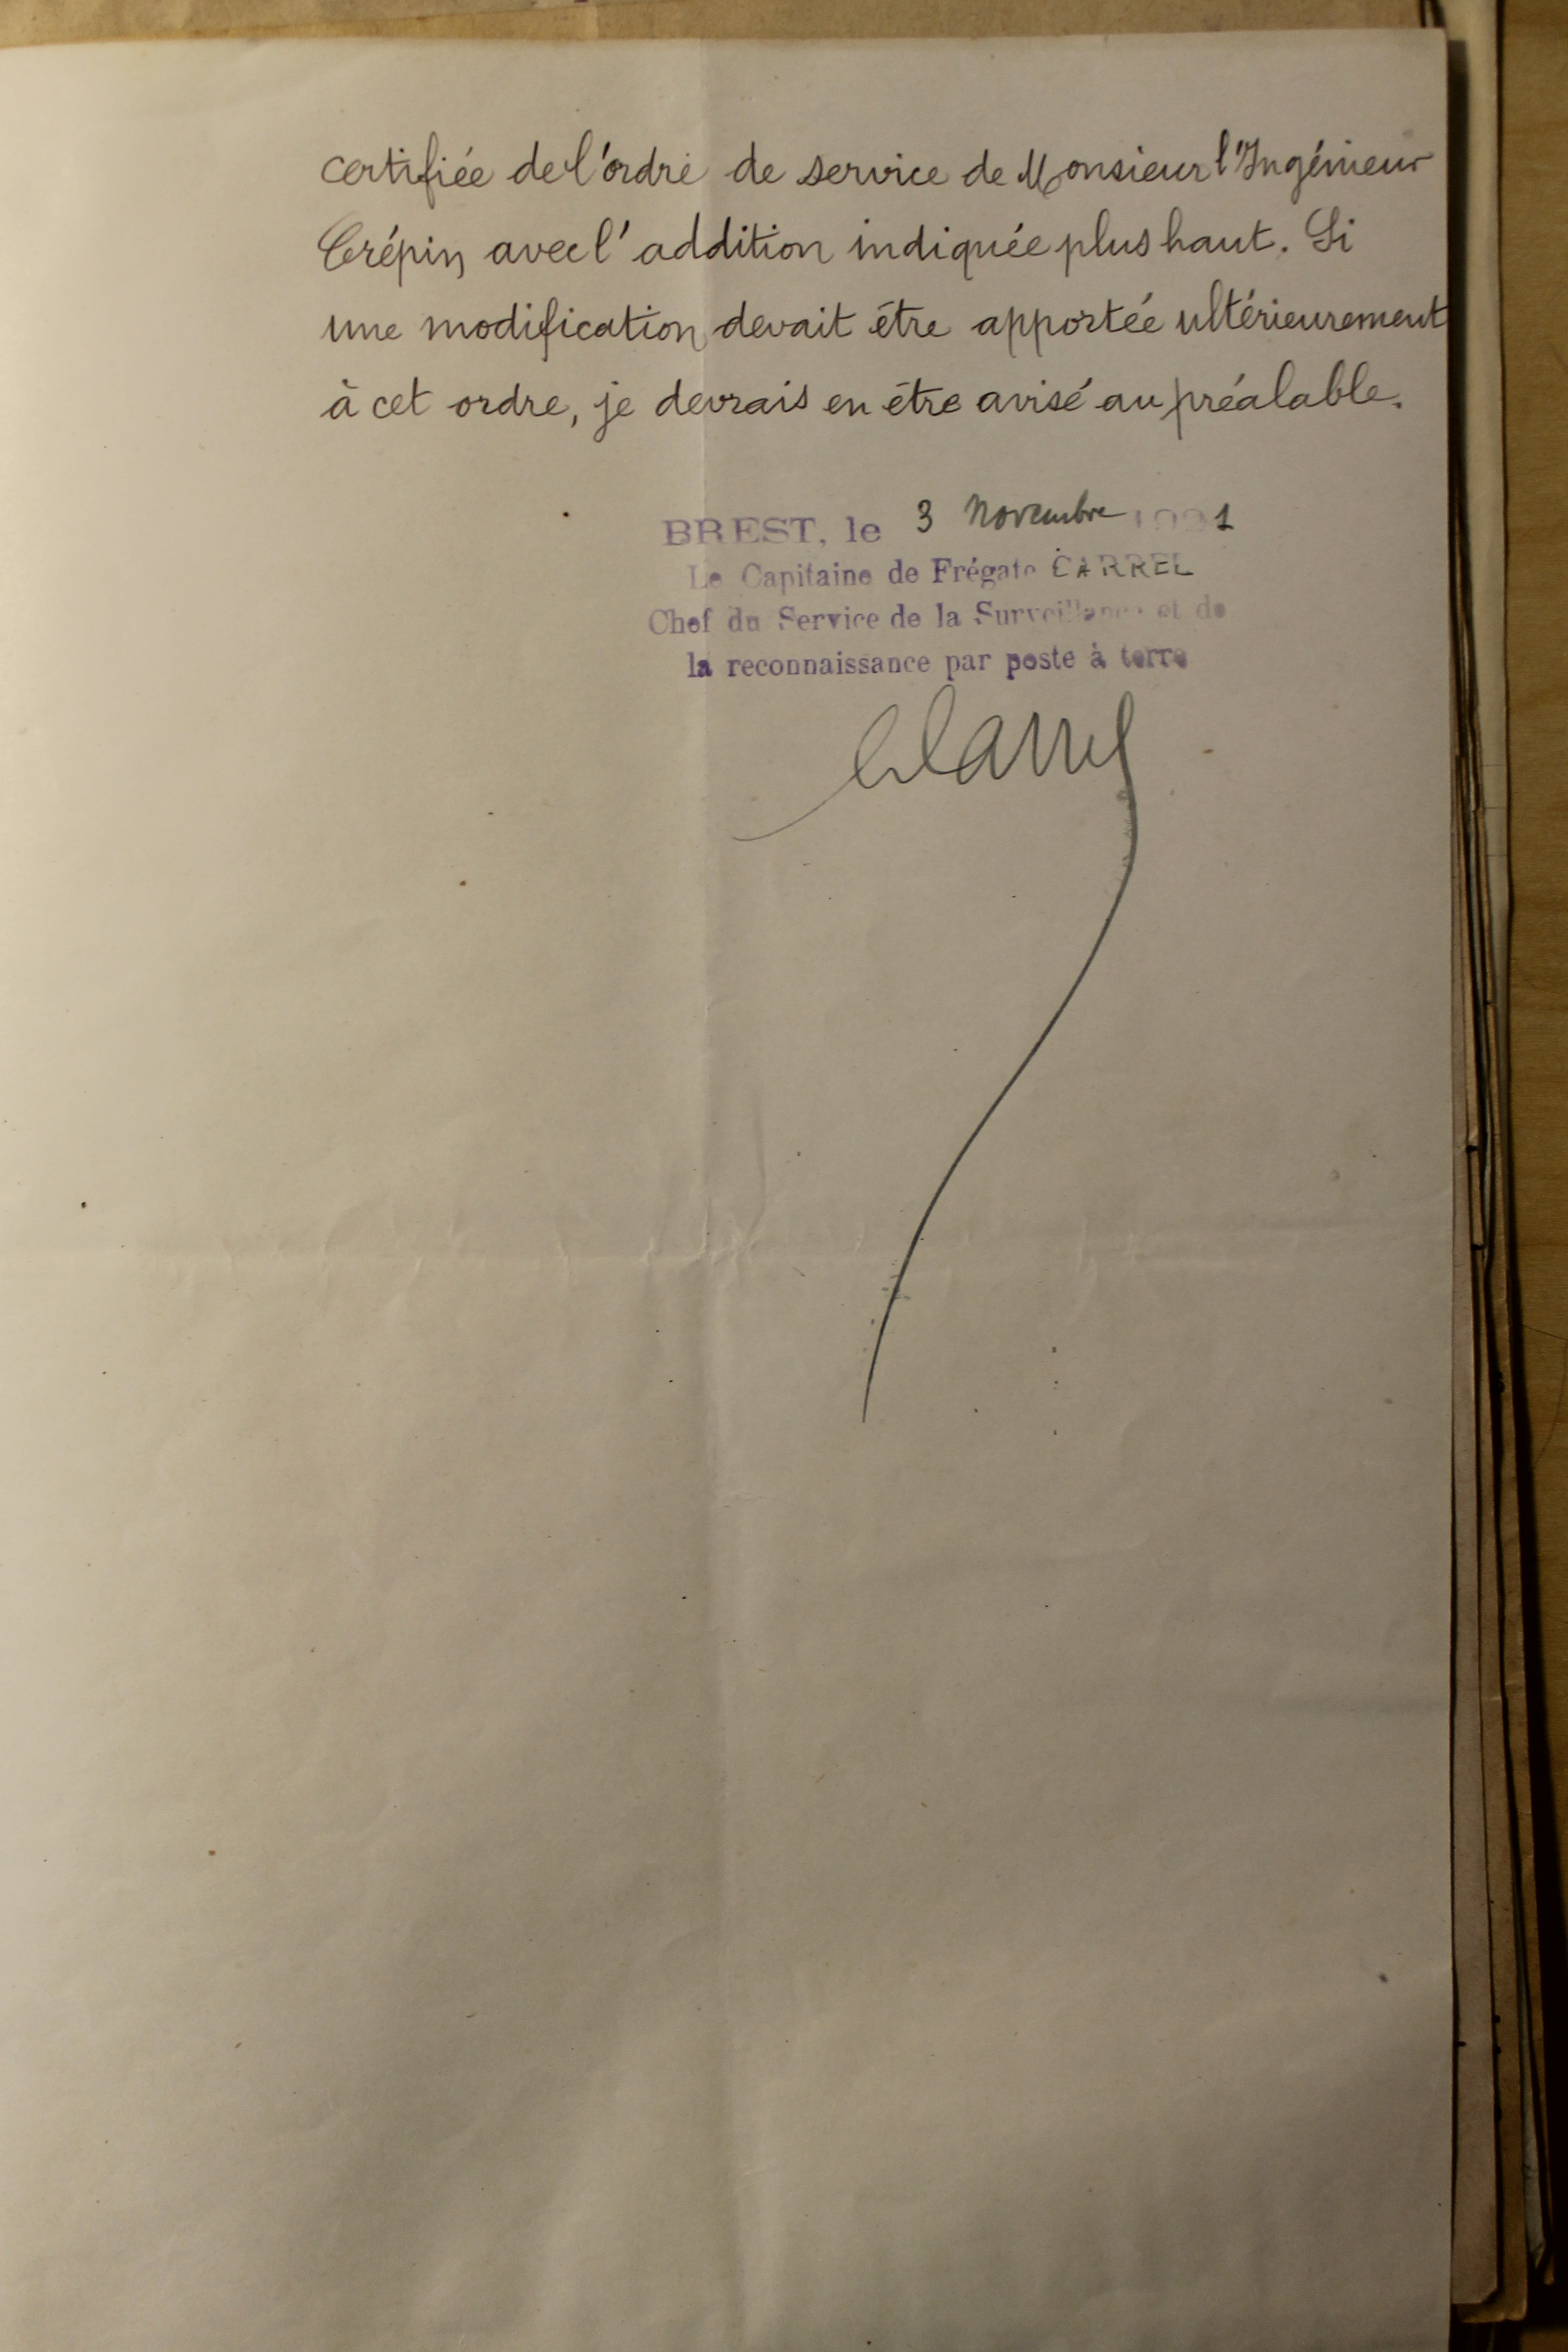 certifiée de l'ordre de service de Monsieur l'Ingénieur
Crépin avec l'addition indiquée plus haut. Si
une modification devait être apportée ultérieurement
à cet ordre, je devrais en être avisé au préalable.
BREST, le 3 Novembre 1921
Le Capitaine de Frégate CARREL
Chef du Service de la Surveillance et de
la reconnaissance par poste à terre